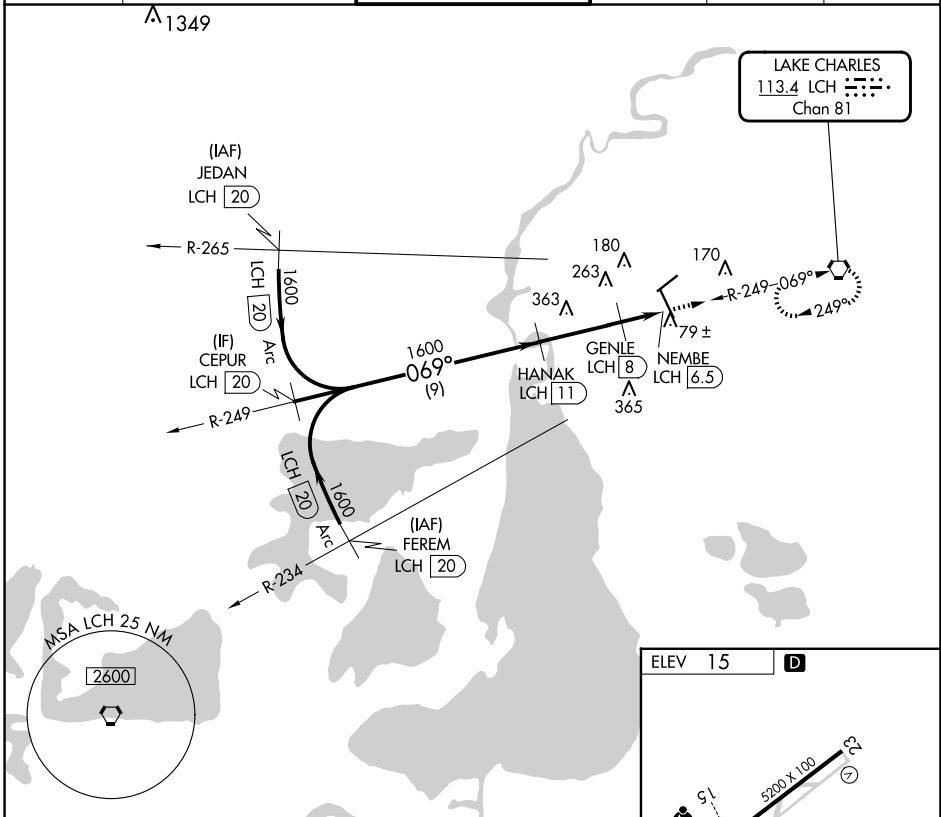 1349
LAKE CHARLES
113.4 LCH
Chan 81
(IAF)
JEDAN
LCH 20
R-265
LCH 20 Arc
1600
(IF)
CEPUR
LCH 20
R-249
1600
069°
(9)
HANAK
LCH 11
363
263
180
GENLE
LCH 8
365
170
79 ±
NEMBE
LCH 6.5
R-249
069°
249°
LCH 20 Arc
1600
(IAF)
FEREM
LCH 20
R-234
MSA LCH 25 NM
2600
ELEV 15 D
5200 X 100
23
15
V